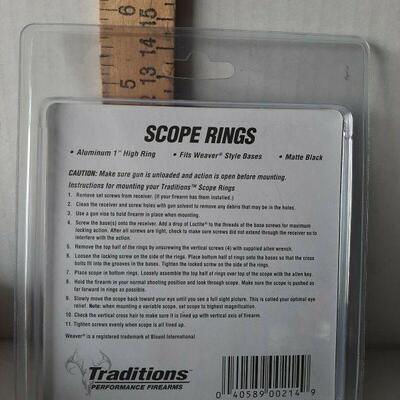 5 13 14 15
6
SCOPE RINGS
• Aluminum 1" High Ring • Fits Weaver® Style Bases • Matte Black
CAUTION: Make sure gun is unloaded and action is open before mounting.
Instructions for mounting your Traditions™ Scope Rings
1. Remove set screws from receiver. (If your firearm has them installed.)
2. Clean the receiver and screw holes with gun solvent to remove any debris that may be in the holes.
3. Use a gun vise to hold firearm in place when mounting.
4. Screw the base(s) onto the receiver. Add a drop of Loctite® to the threads of the base screws for maximum
locking action. After all screws are tight, check to make sure screws did not extend through the receiver so to
interfere with the action.
5. Remove the top half of the rings by unscrewing the vertical screws (4) with supplied allen wrench.
6. Loosen the locking screw on the side of the rings. Place bottom half of rings onto the bases so that the cross
bolts fit into the grooves in the bases. Tighten the locked screw on the side of the rings.
7. Place scope in bottom rings. Loosely assemble the top half of rings over top of the scope with the allen key.
8. Hold the firearm in your normal shooting position and look through scope. Make sure the scope is pushed as
far forward in rings as possible.
9. Slowly move the scope back toward your eye until you see a full sight picture. This is called your optimal eye
relief. Note: when mounting a variable scope, set scope to highest magnification.
10. Check the vertical cross hair to make sure it is lined up with vertical axis of firearm.
11. Tighten screws evenly when scope is all lined up.
Weaver® is a registered trademark of Blount International
Traditions™
PERFORMANCE FIREARMS
0 40589 00214 9